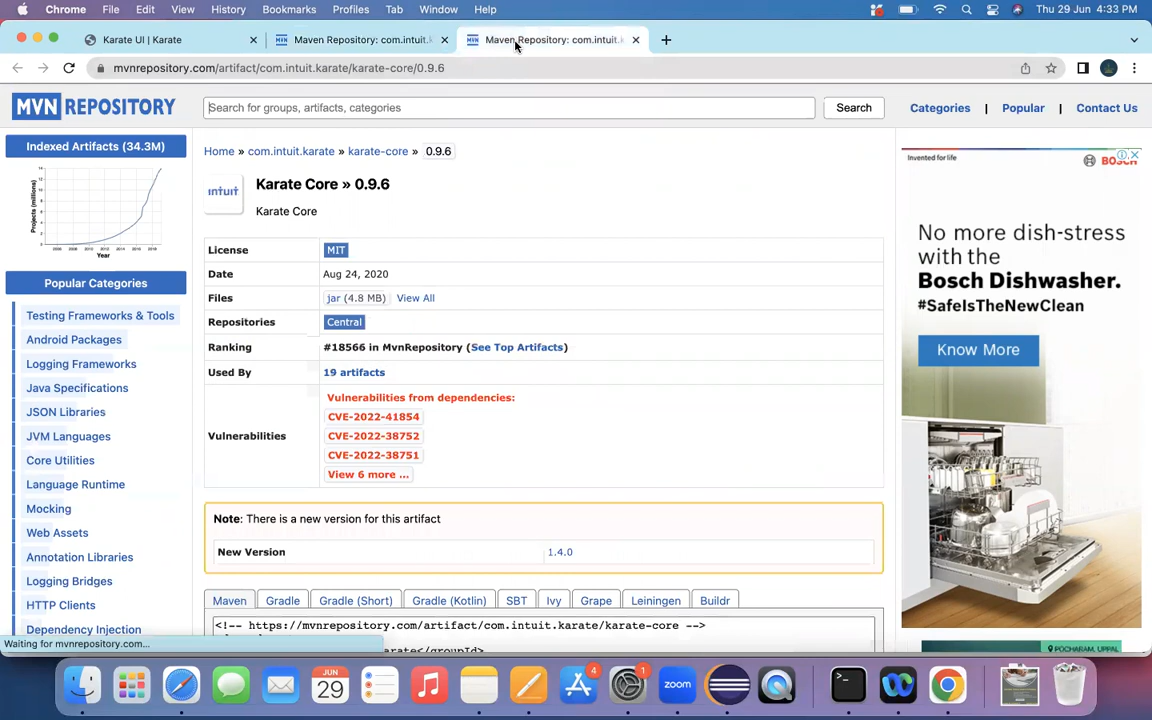 Chrome File Edit View History Bookmarks Profiles Tab Window Help Thu 29 Jun 4:33 PM
Karate UI | Karate
Maven Repository: com.intuit.k
Maven Repository: com.intuit.k
mvnrepository.com/artifact/com.intuit.karate/karate-core/0.9.6
MVN REPOSITORY
Search for groups, artifacts, categories
Search
Categories | Popular | Contact Us
Indexed Artifacts (34.3M)
Projects (millions)
Year
Popular Categories
Testing Frameworks & Tools
Android Packages
Logging Frameworks
Java Specifications
JSON Libraries
JVM Languages
Core Utilities
Language Runtime
Mocking
Web Assets
Annotation Libraries
Logging Bridges
HTTP Clients
Dependency Injection
Waiting for mvnrepository.com...
Home » com.intuit.karate » karate-core » 0.9.6
intuit
Karate Core » 0.9.6
Karate Core
License MIT
Date Aug 24, 2020
Files jar (4.8 MB) View All
Repositories Central
Ranking #18566 in MvnRepository (See Top Artifacts)
Used By 19 artifacts
Vulnerabilities
Vulnerabilities from dependencies:
CVE-2022-41854
CVE-2022-38752
CVE-2022-38751
View 6 more ...
Note: There is a new version for this artifact
New Version 1.4.0
Maven Gradle Gradle (Short) Gradle (Kotlin) SBT Ivy Grape Leiningen Buildr
<!-- https://mvnrepository.com/artifact/com.intuit.karate/karate-core -->
Invented for life
BOSCH
No more dish-stress
with the
Bosch Dishwasher.
#SafeIsTheNewClean
Know More
POCHARAM, UPPAL
JUN
29
4
1
zoom